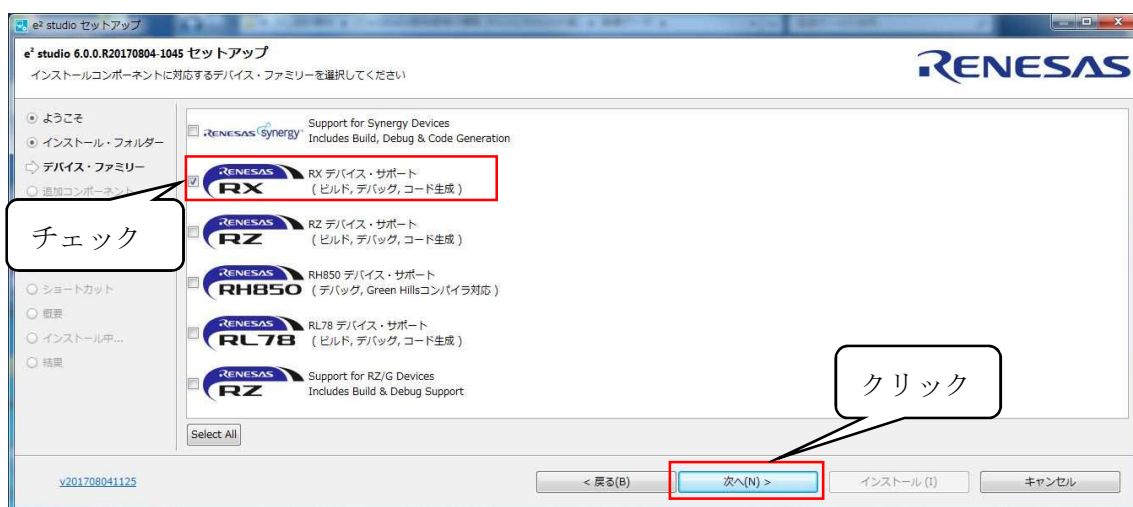 e² studio セットアップ
e² studio 6.0.0.R20170804-1045 セットアップ
インストールコンポーネントに対応するデバイス・ファミリーを選択してください
RENESAS
ようこそ
インストール・フォルダー
デバイス・ファミリー
追加コンポーネント
チェック
ショートカット
概要
インストール中...
結果
RENESAS synergy
Support for Synergy Devices
Includes Build, Debug & Code Generation
RENESAS
RX
RX デバイス・サポート
( ビルド, デバッグ, コード生成 )
RENESAS
RZ
RZ デバイス・サポート
( ビルド, デバッグ, コード生成 )
RENESAS
RH850
RH850 デバイス・サポート
( デバッグ, Green Hillsコンパイラ対応 )
RENESAS
RL78
RL78 デバイス・サポート
( ビルド, デバッグ, コード生成 )
RENESAS
RZ
Support for RZ/G Devices
Includes Build & Debug Support
クリック
Select All
v201708041125
< 戻る(B)
次へ(N) >
インストール (I)
キャンセル